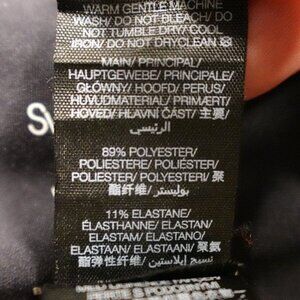 WARM GENTLE MACHINE
WASH/ DO NOT BLEACH/ DO
NOT TUMBLE DRY/ COOL
IRON/ DO NOT DRYCLEAN
MAIN/ PRINCIPAL/
HAUPTGEWEBE/ PRINCIPALE/
GŁÓWNY/ HOOFD/ PERUS/
HUVUDMATERIAL/ PRIMÆRT/
HOVED/ HLAVNÍ ČÁST/ 主要/
الرئيسي
89% POLYESTER/
POLIESTERE/ POLIÉSTER/
POLYESTERI/ POLIESTER/ 聚
酯纤维/ بوليستر
11% ELASTANE/
ÉLASTHANNE/ ELASTAN/
ELASTAM/ ELASTANO/
ELASTAAN/ ELASTAANI/ 聚氨
酯弹性纤维/ نسيج إيلاستين